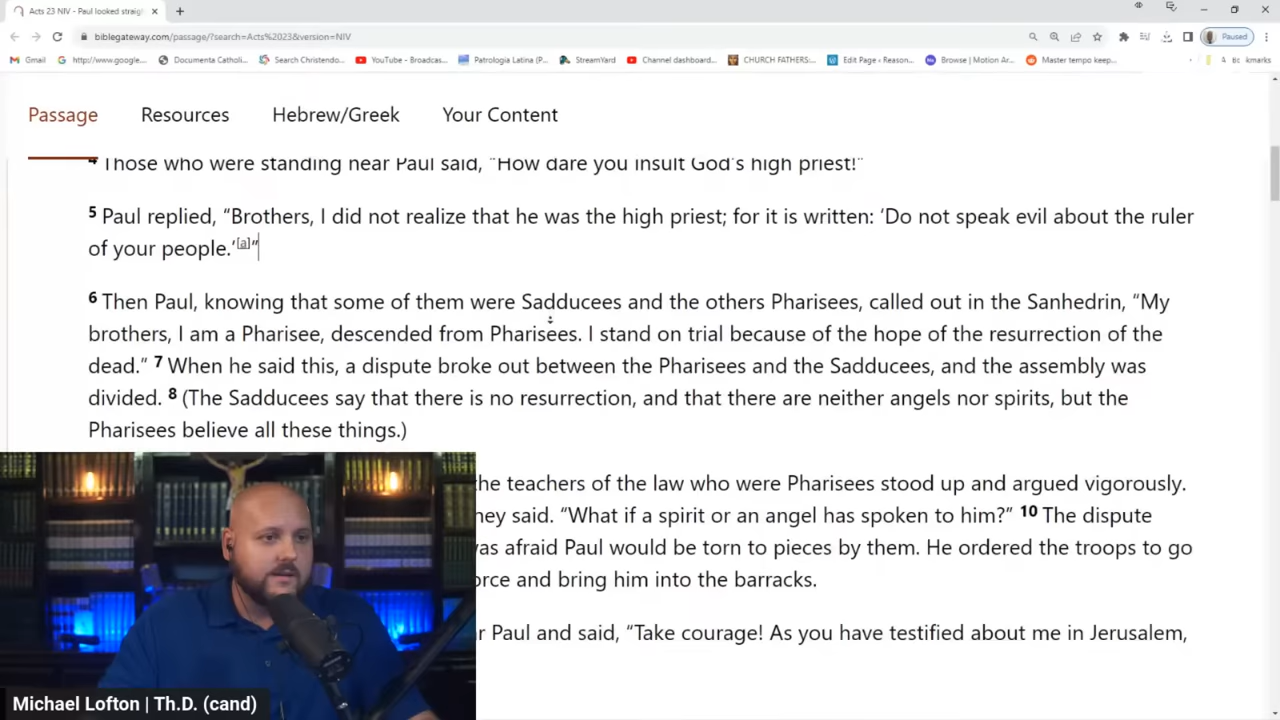 Acts 23 NIV - Paul looked straigh
biblegateway.com/passage/?search=Acts%2023&version=NIV
Paused
Gmail http://www.google... Documenta Catholi... Search Christendo... YouTube - Broadcas... Patrologia Latina (P... StreamYard Channel dashboard... CHURCH FATHERS:... Edit Page ‹ Reason... Browse | Motion Ar... Master tempo keep... kmarks
Passage Resources Hebrew/Greek Your Content
4 Those who were standing near Paul said, “How dare you insult God’s high priest!”
5 Paul replied, “Brothers, I did not realize that he was the high priest; for it is written: ‘Do not speak evil about the ruler
of your people.’[a]”
6 Then Paul, knowing that some of them were Sadducees and the others Pharisees, called out in the Sanhedrin, “My
brothers, I am a Pharisee, descended from Pharisees. I stand on trial because of the hope of the resurrection of the
dead.” 7 When he said this, a dispute broke out between the Pharisees and the Sadducees, and the assembly was
divided. 8 (The Sadducees say that there is no resurrection, and that there are neither angels nor spirits, but the
Pharisees believe all these things.)
the teachers of the law who were Pharisees stood up and argued vigorously.
hey said. “What if a spirit or an angel has spoken to him?” 10 The dispute
was afraid Paul would be torn to pieces by them. He ordered the troops to go
orce and bring him into the barracks.
r Paul and said, “Take courage! As you have testified about me in Jerusalem,
Michael Lofton | Th.D. (cand)